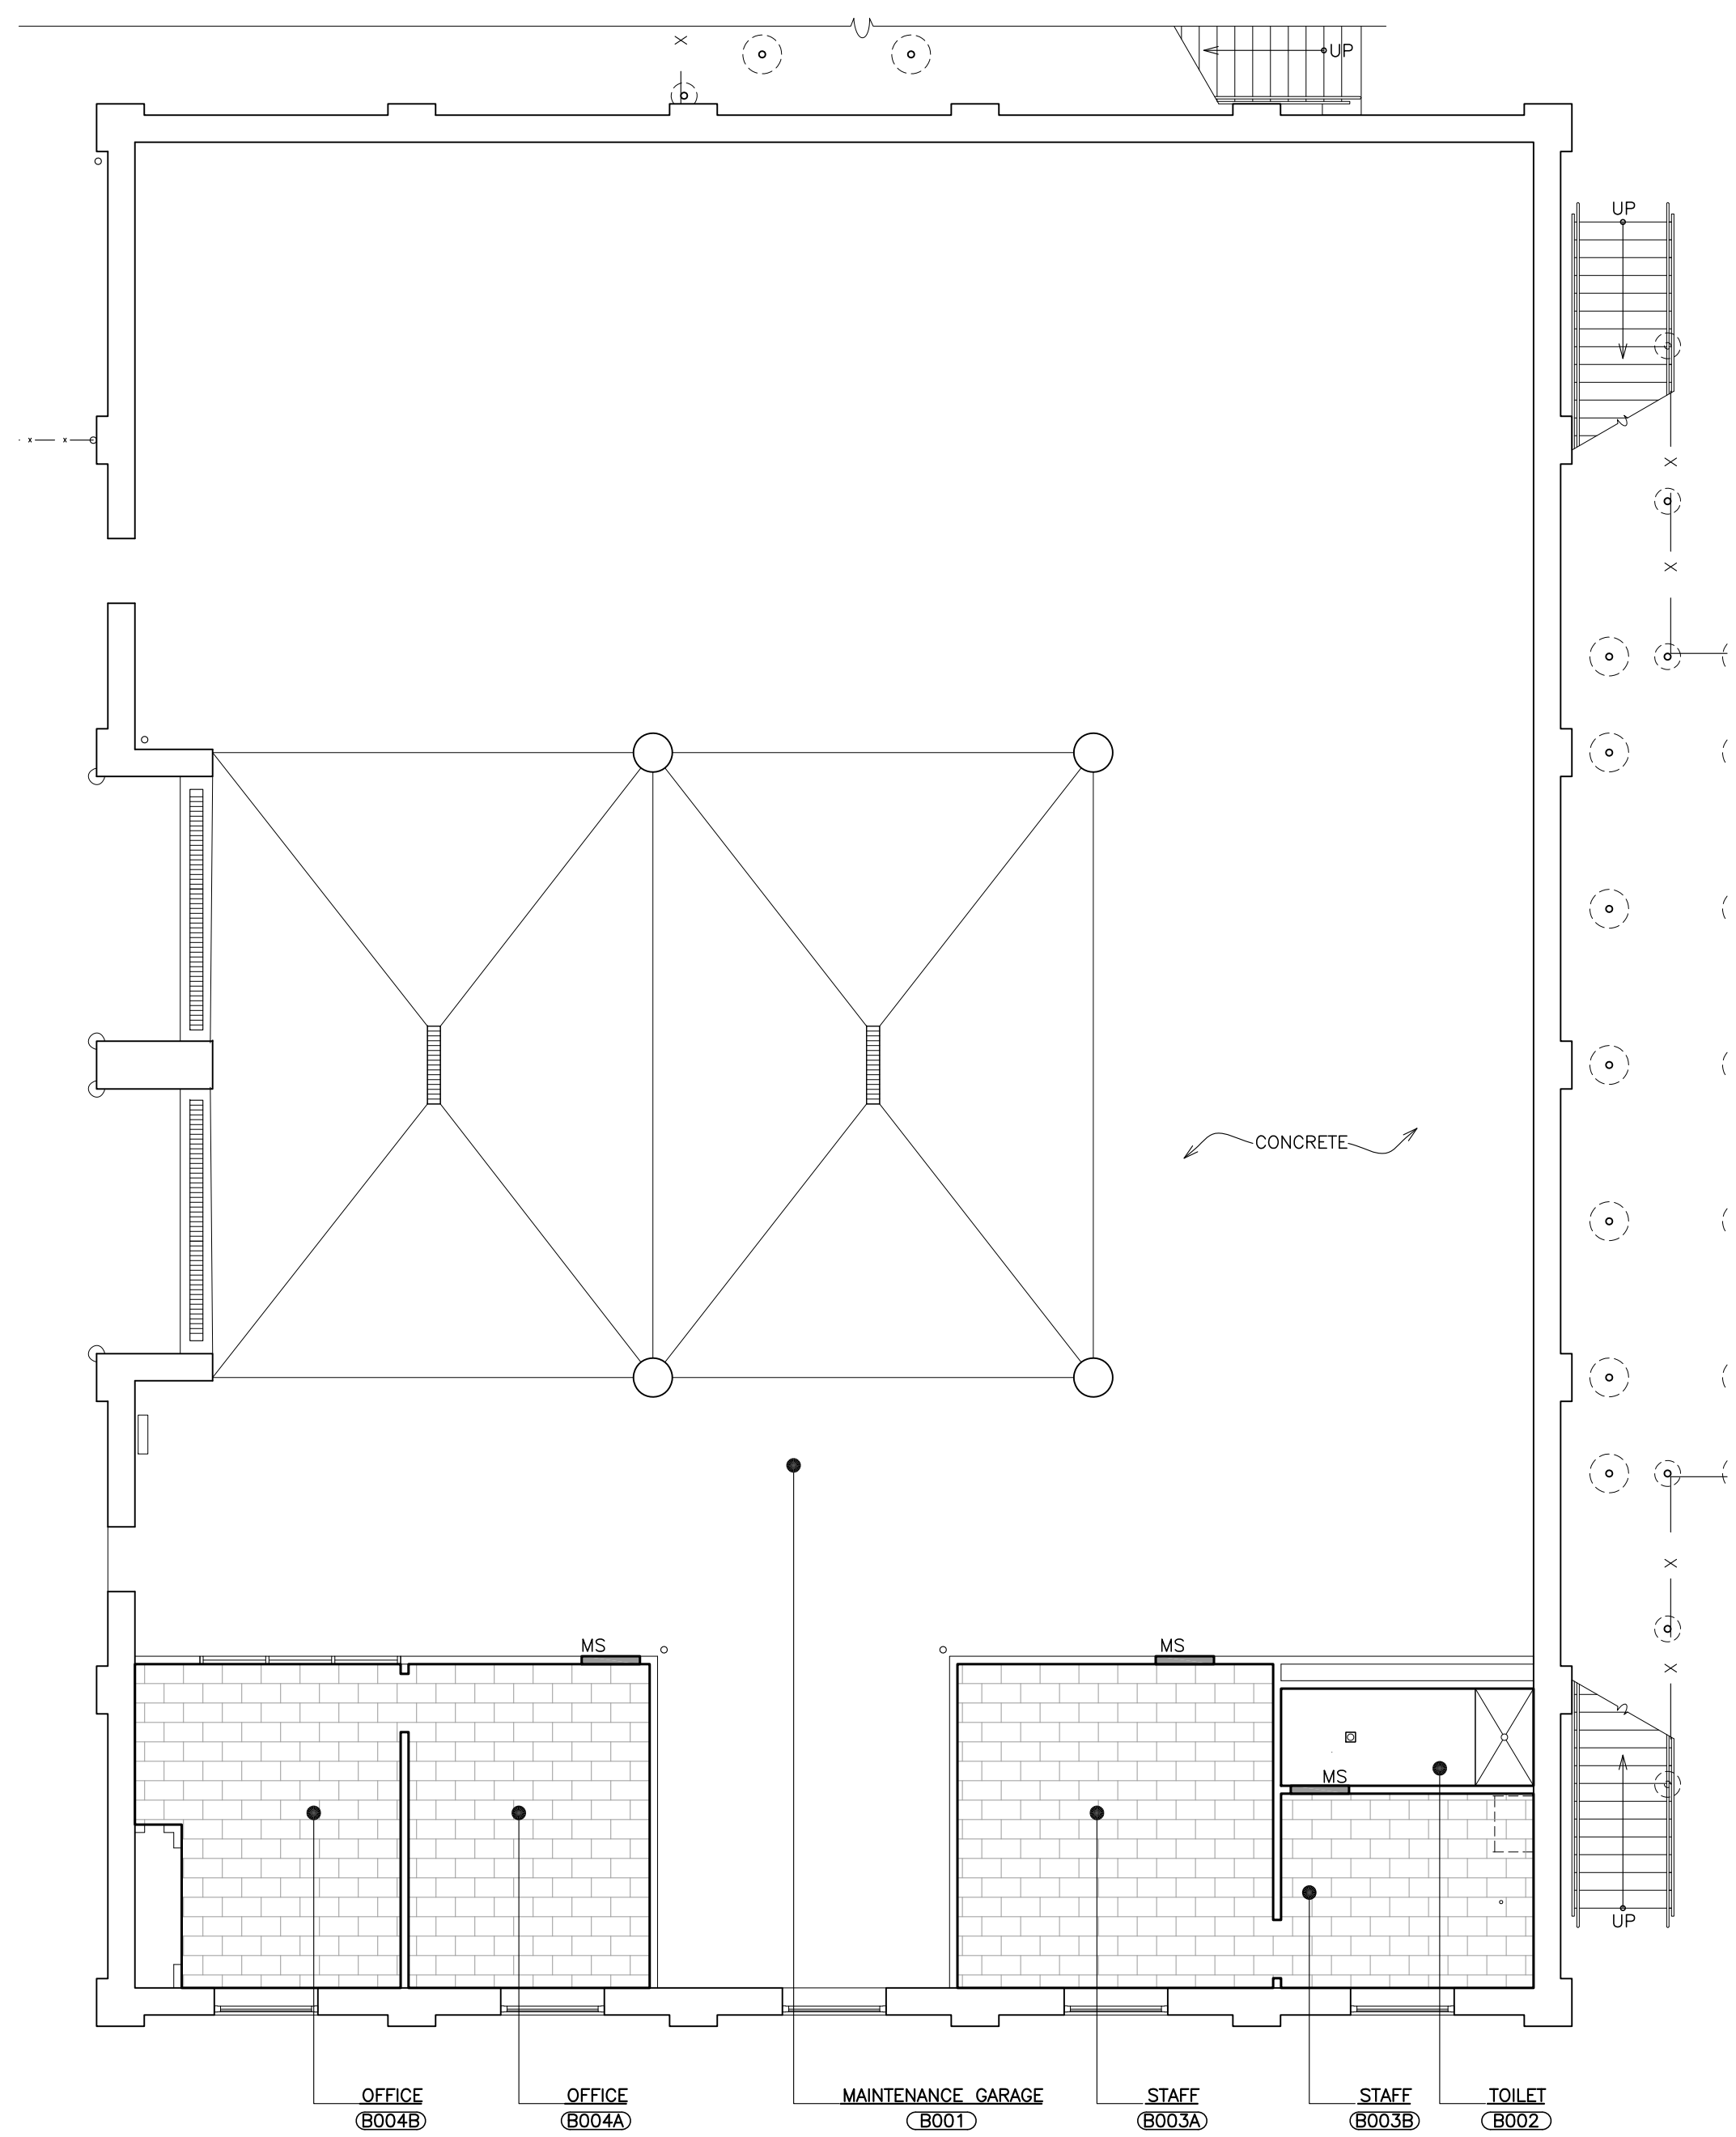 UP
X
UP
x x
X
X
CONCRETE
X
MS
MS
X
MS
UP
OFFICE
B004B
OFFICE
B004A
MAINTENANCE GARAGE
B001
STAFF
B003A
STAFF
B003B
TOILET
B002